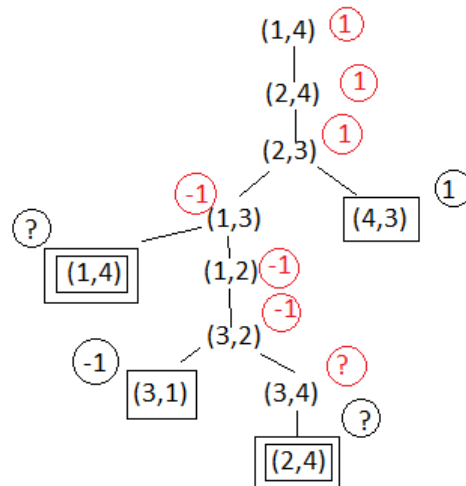 (1,4) 1
(2,4) 1
(2,3) 1
-1 (1,3) (4,3) 1
? (1,4) (1,2) -1
(3,2) -1
-1 (3,1) (3,4) ?
(2,4) ?